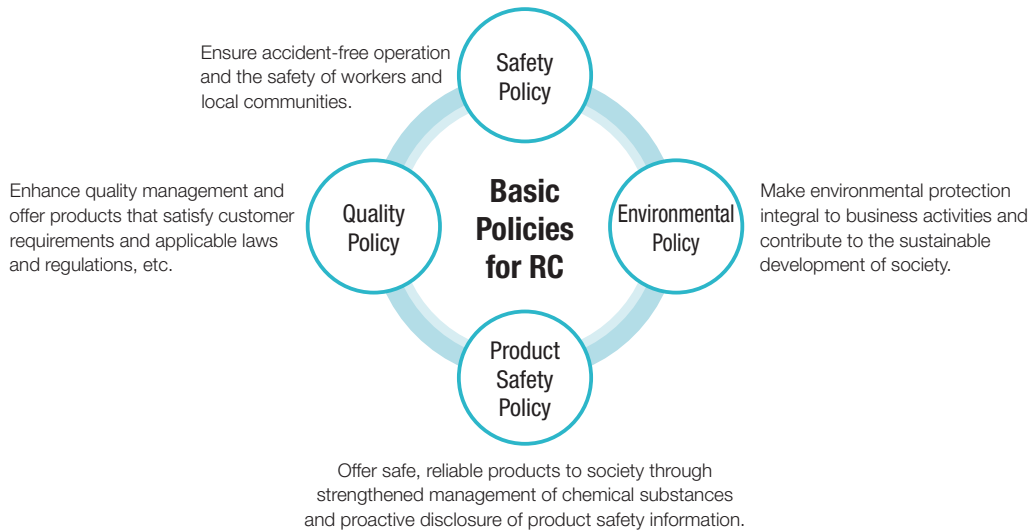 Ensure accident-free operation
and the safety of workers and
local communities.
Safety
Policy
Enhance quality management and
offer products that satisfy customer
requirements and applicable laws
and regulations, etc.
Quality
Policy
Basic
Policies
for RC
Environmental
Policy
Make environmental protection
integral to business activities and
contribute to the sustainable
development of society.
Product
Safety
Policy
Offer safe, reliable products to society through
strengthened management of chemical substances
and proactive disclosure of product safety information.